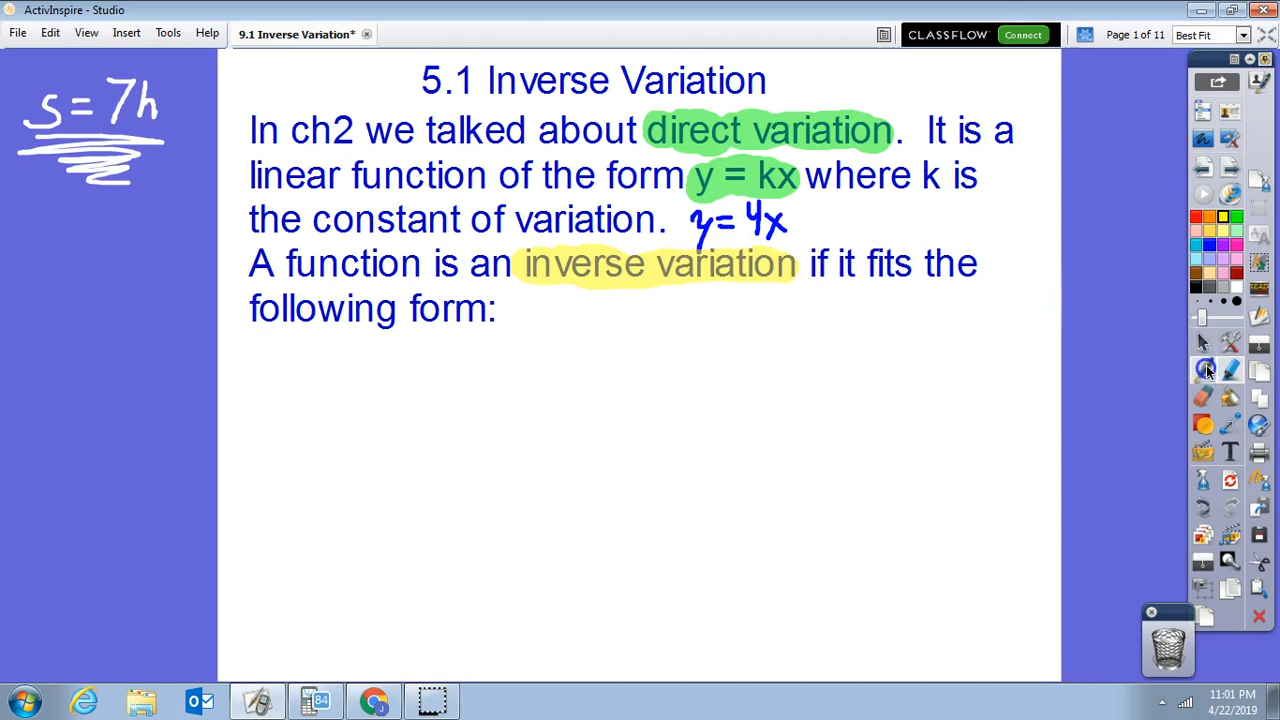 ActivInspire - Studio
File Edit View Insert Tools Help
9.1 Inverse Variation*
CLASSFLOW Connect
Page 1 of 11
Best Fit
s = 7h
5.1 Inverse Variation
In ch2 we talked about direct variation. It is a
linear function of the form y = kx where k is
the constant of variation. y = 4x
A function is an inverse variation if it fits the
following form:
READ
T
84
11:01 PM
4/22/2019